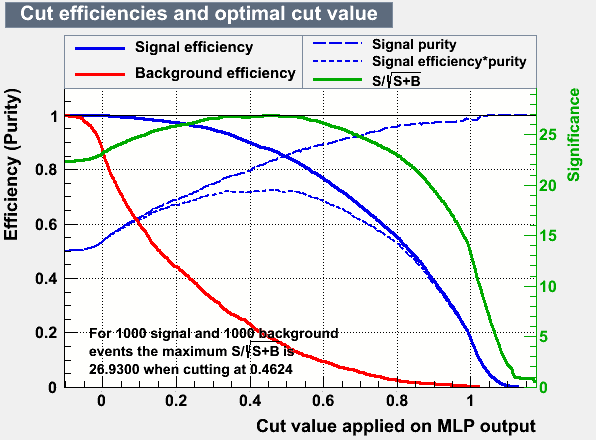 Cut efficiencies and optimal cut value
Signal efficiency
Background efficiency
Signal purity
Signal efficiency*purity
S/√S+B
Efficiency (Purity)
1
0.8
0.6
0.4
0.2
0
Significance
25
20
15
10
5
0
For 1000 signal and 1000 background
events the maximum S/√S+B is
26.9300 when cutting at 0.4624
0 0.2 0.4 0.6 0.8 1
Cut value applied on MLP output